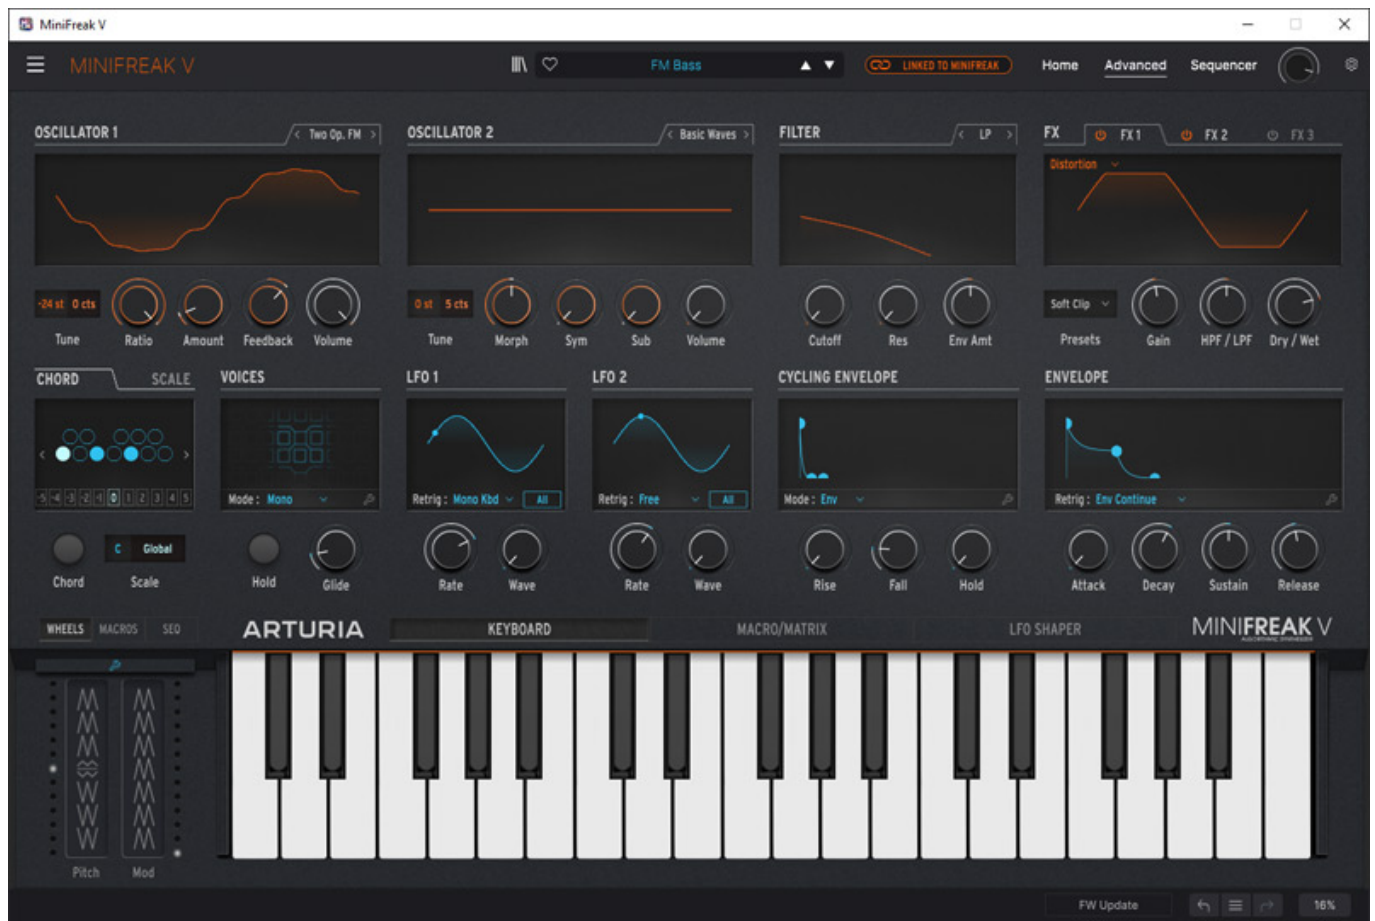 MiniFreak V
MINIFREAK V
FM Bass
LINKED TO MINIFREAK
Home
Advanced
Sequencer
OSCILLATOR 1
Two Op. FM
OSCILLATOR 2
Basic Waves
FILTER
LP
FX
FX 1
FX 2
FX 3
Distortion
-24 st 0 cts
Tune
Ratio
Amount
Feedback
Volume
0 st 5 cts
Tune
Morph
Sym
Sub
Volume
Cutoff
Res
Env Amt
Soft Clip
Presets
Gain
HPF / LPF
Dry / Wet
CHORD
SCALE
VOICES
LFO 1
LFO 2
CYCLING ENVELOPE
ENVELOPE
-5 -4 -3 -2 -1 0 1 2 3 4 5
Mode : Mono
Retrig : Mono Kbd
All
Retrig : Free
All
Mode : Env
Retrig : Env Continue
C Global
Chord
Scale
Hold
Glide
Rate
Wave
Rate
Wave
Rise
Fall
Hold
Attack
Decay
Sustain
Release
WHEELS
MACROS
SEQ
ARTURIA
KEYBOARD
MACRO/MATRIX
LFO SHAPER
MINIFREAK V
ALGORITHMIC SYNTHESIZER
Pitch
Mod
FW Update
16%